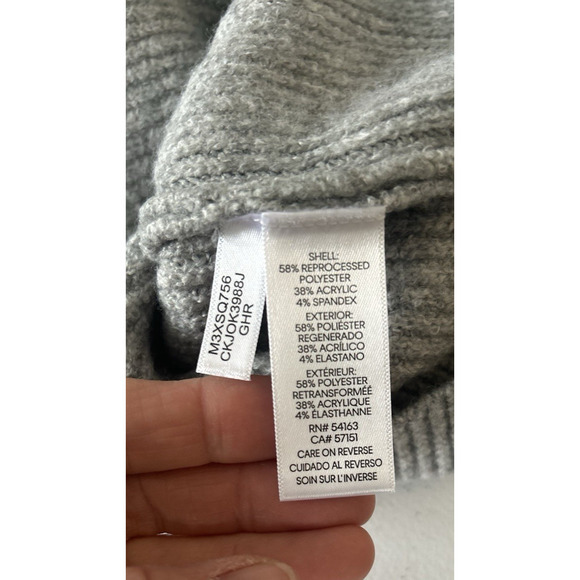 M3XSQ756
CKJOK3988J
GHR
SHELL:
58% REPROCESSED
POLYESTER
38% ACRYLIC
4% SPANDEX
EXTERIOR:
58% POLIÉSTER
REGENERADO
38% ACRÍLICO
4% ELASTANO
EXTÉRIEUR:
58% POLYESTER
RETRANSFORMÉÉ
38% ACRYLIQUE
4% ÉLASTHANNE
RN# 54163
CA# 57151
CARE ON REVERSE
CUIDADO AL REVERSO
SOIN SUR L'INVERSE